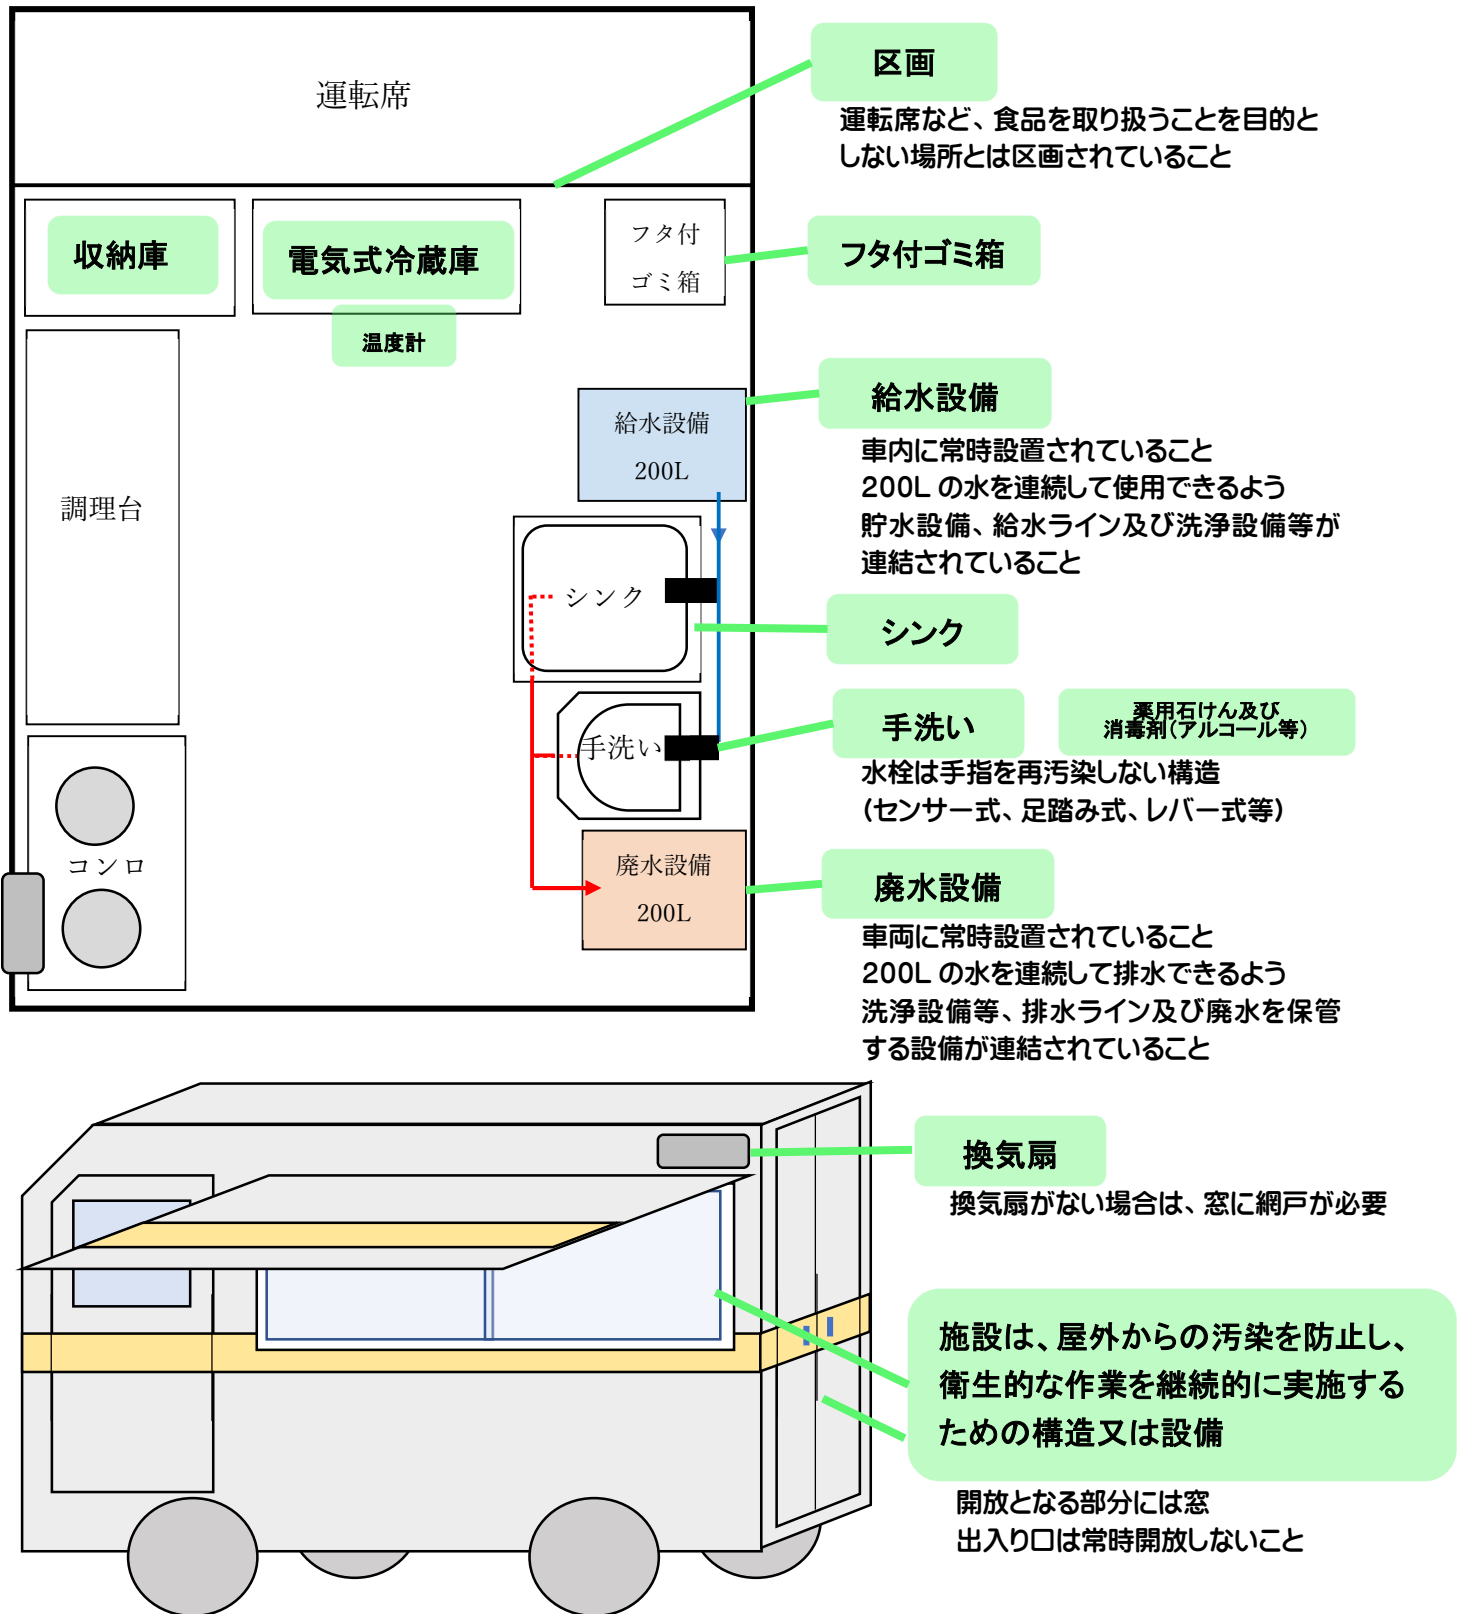 運転席
区画
運転席など、食品を取り扱うことを目的と
しない場所とは区画されていること
収納庫
電気式冷蔵庫
温度計
フタ付
ゴミ箱
フタ付ゴミ箱
給水設備
200L
給水設備
車内に常時設置されていること
200L の水を連続して使用できるよう
貯水設備、給水ライン及び洗浄設備等が
連結されていること
調理台
シンク
シンク
手洗い
手洗い
薬用石けん及び
消毒剤(アルコール等)
水栓は手指を再汚染しない構造
(センサー式、足踏み式、レバー式等)
コンロ
廃水設備
200L
廃水設備
車両に常時設置されていること
200L の水を連続して排水できるよう
洗浄設備等、排水ライン及び廃水を保管
する設備が連結されていること
換気扇
換気扇がない場合は、窓に網戸が必要
施設は、屋外からの汚染を防止し、
衛生的な作業を継続的に実施する
ための構造又は設備
開放となる部分には窓
出入り口は常時開放しないこと